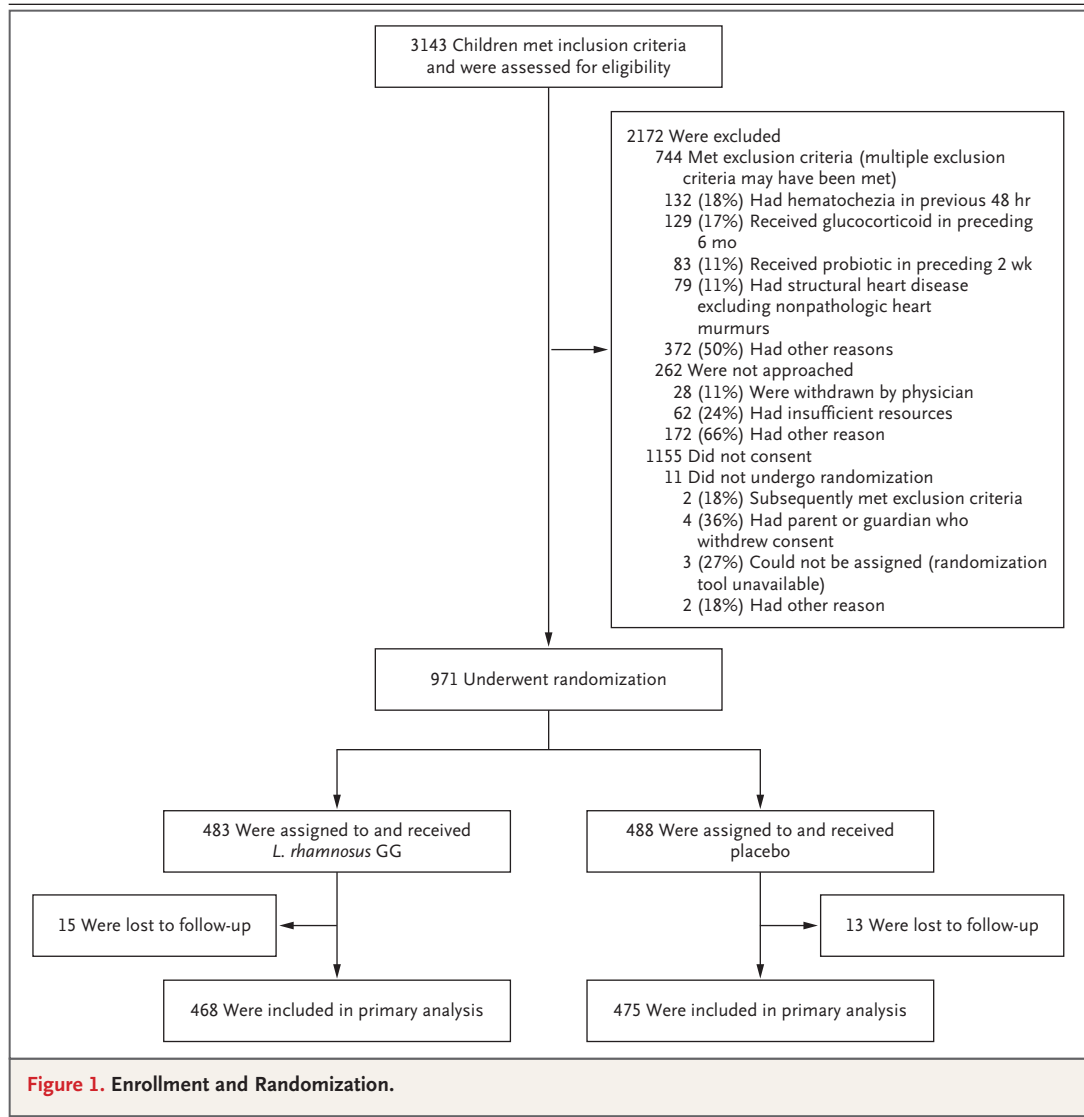 3143 Children met inclusion criteria
and were assessed for eligibility
2172 Were excluded
744 Met exclusion criteria (multiple exclusion
criteria may have been met)
132 (18%) Had hematochezia in previous 48 hr
129 (17%) Received glucocorticoid in preceding
6 mo
83 (11%) Received probiotic in preceding 2 wk
79 (11%) Had structural heart disease
excluding nonpathologic heart
murmurs
372 (50%) Had other reasons
262 Were not approached
28 (11%) Were withdrawn by physician
62 (24%) Had insufficient resources
172 (66%) Had other reason
1155 Did not consent
11 Did not undergo randomization
2 (18%) Subsequently met exclusion criteria
4 (36%) Had parent or guardian who
withdrew consent
3 (27%) Could not be assigned (randomization
tool unavailable)
2 (18%) Had other reason
971 Underwent randomization
483 Were assigned to and received
L. rhamnosus GG
488 Were assigned to and received
placebo
15 Were lost to follow-up
13 Were lost to follow-up
468 Were included in primary analysis
475 Were included in primary analysis
Figure 1. Enrollment and Randomization.